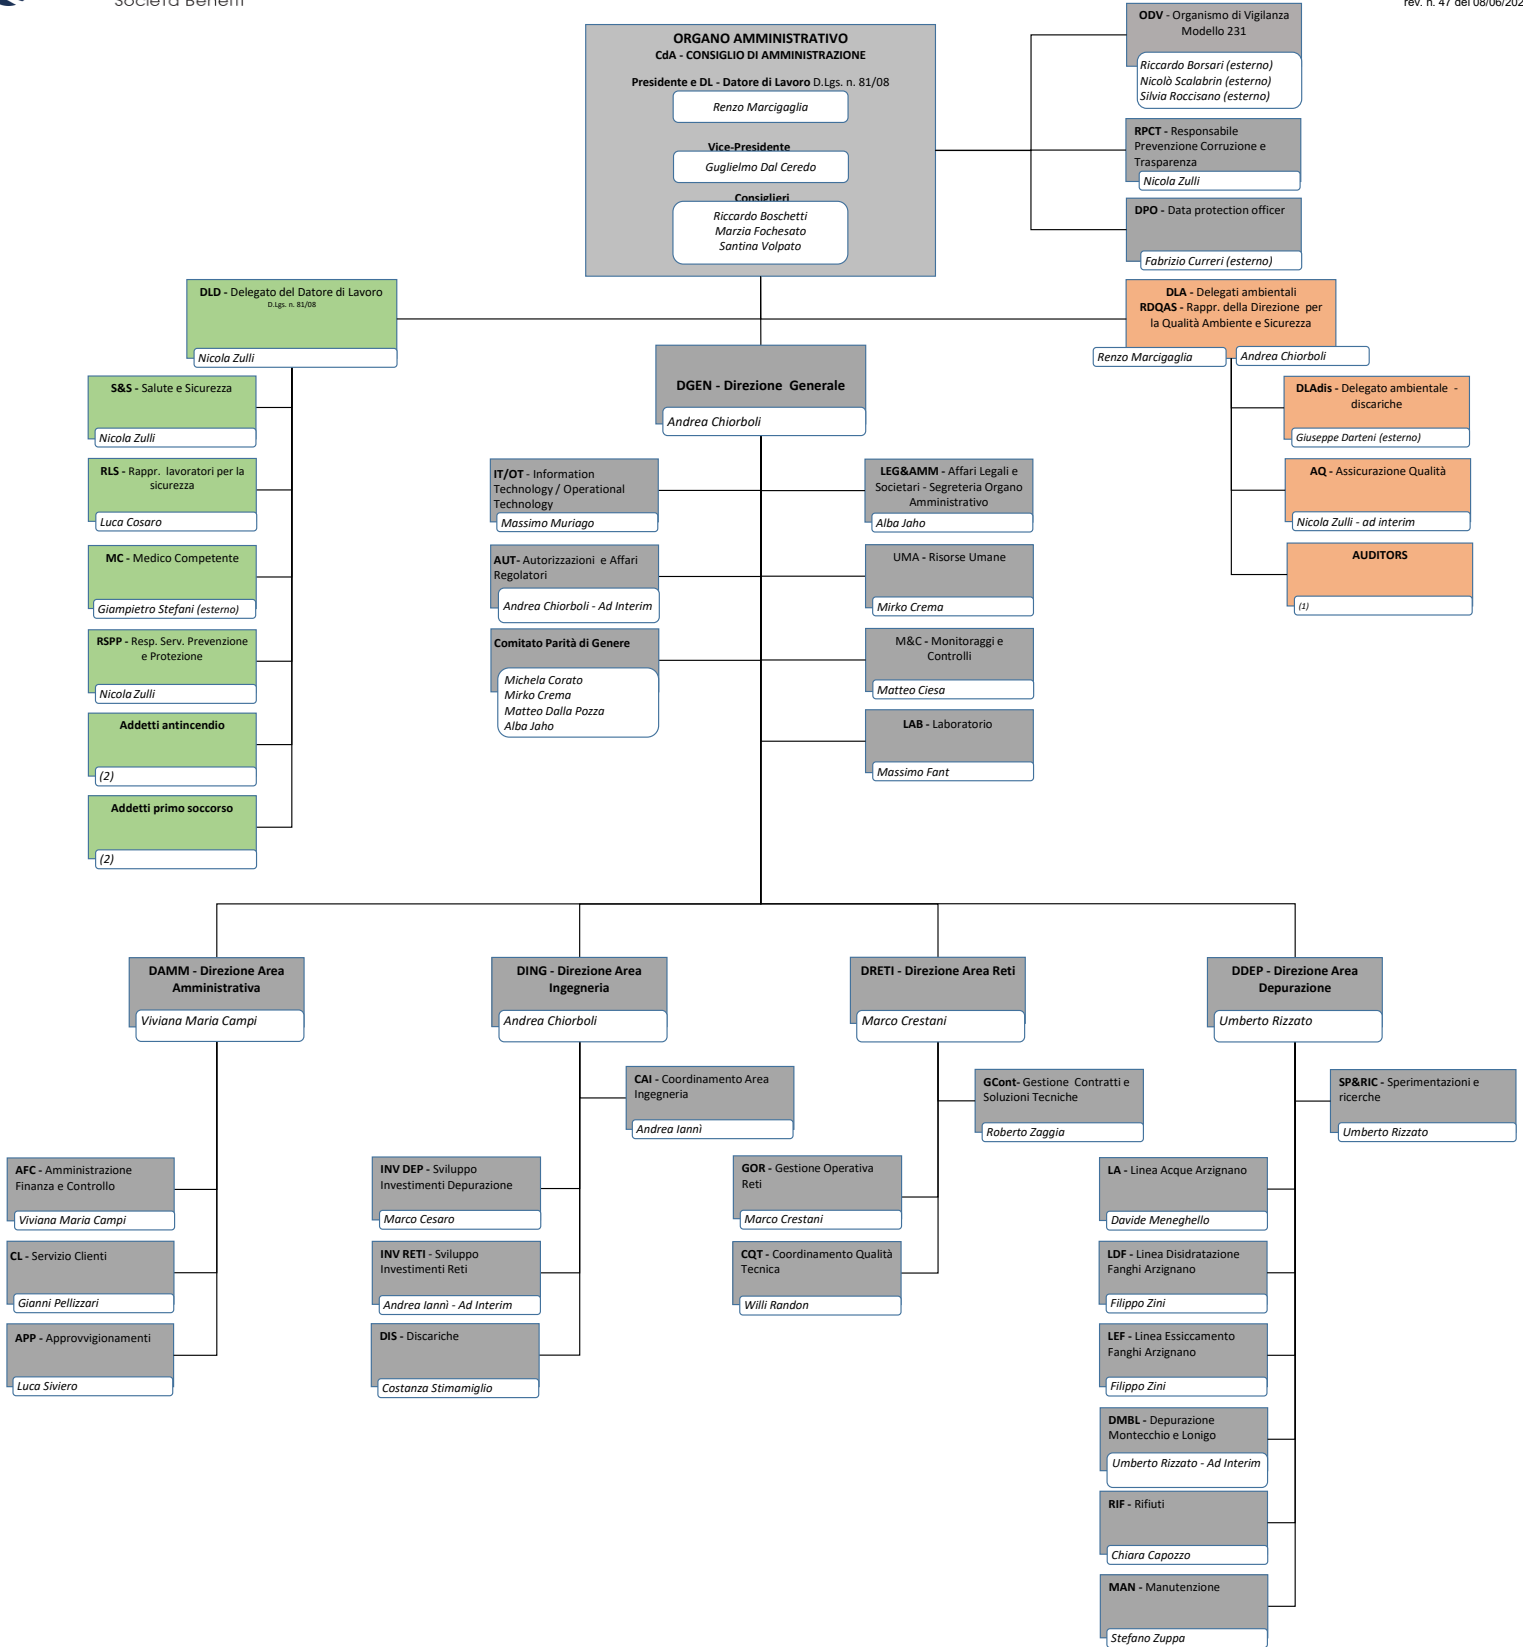 Società Benefit
rev. n. 47 del 08/06/202
ORGANO AMMINISTRATIVO
CdA - CONSIGLIO DI AMMINISTRAZIONE
Presidente e DL - Datore di Lavoro D.Lgs. n. 81/08
Renzo Marcigaglia
Vice-Presidente
Guglielmo Dal Ceredo
Consiglieri
Riccardo Boschetti
Marzia Fochesato
Santina Volpato
ODV - Organismo di Vigilanza
Modello 231
Riccardo Borsari (esterno)
Nicolò Scalabrin (esterno)
Silvia Roccisano (esterno)
RPCT - Responsabile
Prevenzione Corruzione e
Trasparenza
Nicola Zulli
DPO - Data protection officer
Fabrizio Curreri (esterno)
DLD - Delegato del Datore di Lavoro
D.Lgs. n. 81/08
Nicola Zulli
DLA - Delegati ambientali
RDQAS - Rappr. della Direzione per
la Qualità Ambiente e Sicurezza
Renzo Marcigaglia
Andrea Chiorboli
DGEN - Direzione Generale
Andrea Chiorboli
S&S - Salute e Sicurezza
Nicola Zulli
RLS - Rappr. lavoratori per la
sicurezza
Luca Cosaro
MC - Medico Competente
Giampietro Stefani (esterno)
RSPP - Resp. Serv. Prevenzione
e Protezione
Nicola Zulli
Addetti antincendio
(2)
Addetti primo soccorso
(2)
DLAdis - Delegato ambientale -
discariche
Giuseppe Darteni (esterno)
AQ - Assicurazione Qualità
Nicola Zulli - ad interim
AUDITORS
(1)
IT/OT - Information
Technology / Operational
Technology
Massimo Muriago
AUT- Autorizzazioni e Affari
Regolatori
Andrea Chiorboli - Ad Interim
Comitato Parità di Genere
Michela Corato
Mirko Crema
Matteo Dalla Pozza
Alba Jaho
LEG&AMM - Affari Legali e
Societari - Segreteria Organo
Amministrativo
Alba Jaho
UMA - Risorse Umane
Mirko Crema
M&C - Monitoraggi e
Controlli
Matteo Ciesa
LAB - Laboratorio
Massimo Fant
DAMM - Direzione Area
Amministrativa
Viviana Maria Campi
AFC - Amministrazione
Finanza e Controllo
Viviana Maria Campi
CL - Servizio Clienti
Gianni Pellizzari
APP - Approvvigionamenti
Luca Siviero
DING - Direzione Area
Ingegneria
Andrea Chiorboli
CAI - Coordinamento Area
Ingegneria
Andrea Iannì
INV DEP - Sviluppo
Investimenti Depurazione
Marco Cesaro
INV RETI - Sviluppo
Investimenti Reti
Andrea Iannì - Ad Interim
DIS - Discariche
Costanza Stimamiglio
DRETI - Direzione Area Reti
Marco Crestani
GCont- Gestione Contratti e
Soluzioni Tecniche
Roberto Zaggia
GOR - Gestione Operativa
Reti
Marco Crestani
CQT - Coordinamento Qualità
Tecnica
Willi Randon
DDEP - Direzione Area
Depurazione
Umberto Rizzato
SP&RIC - Sperimentazioni e
ricerche
Umberto Rizzato
LA - Linea Acque Arzignano
Davide Meneghello
LDF - Linea Disidratazione
Fanghi Arzignano
Filippo Zini
LEF - Linea Essiccamento
Fanghi Arzignano
Filippo Zini
DMBL - Depurazione
Montecchio e Lonigo
Umberto Rizzato - Ad Interim
RIF - Rifiuti
Chiara Capozzo
MAN - Manutenzione
Stefano Zuppa